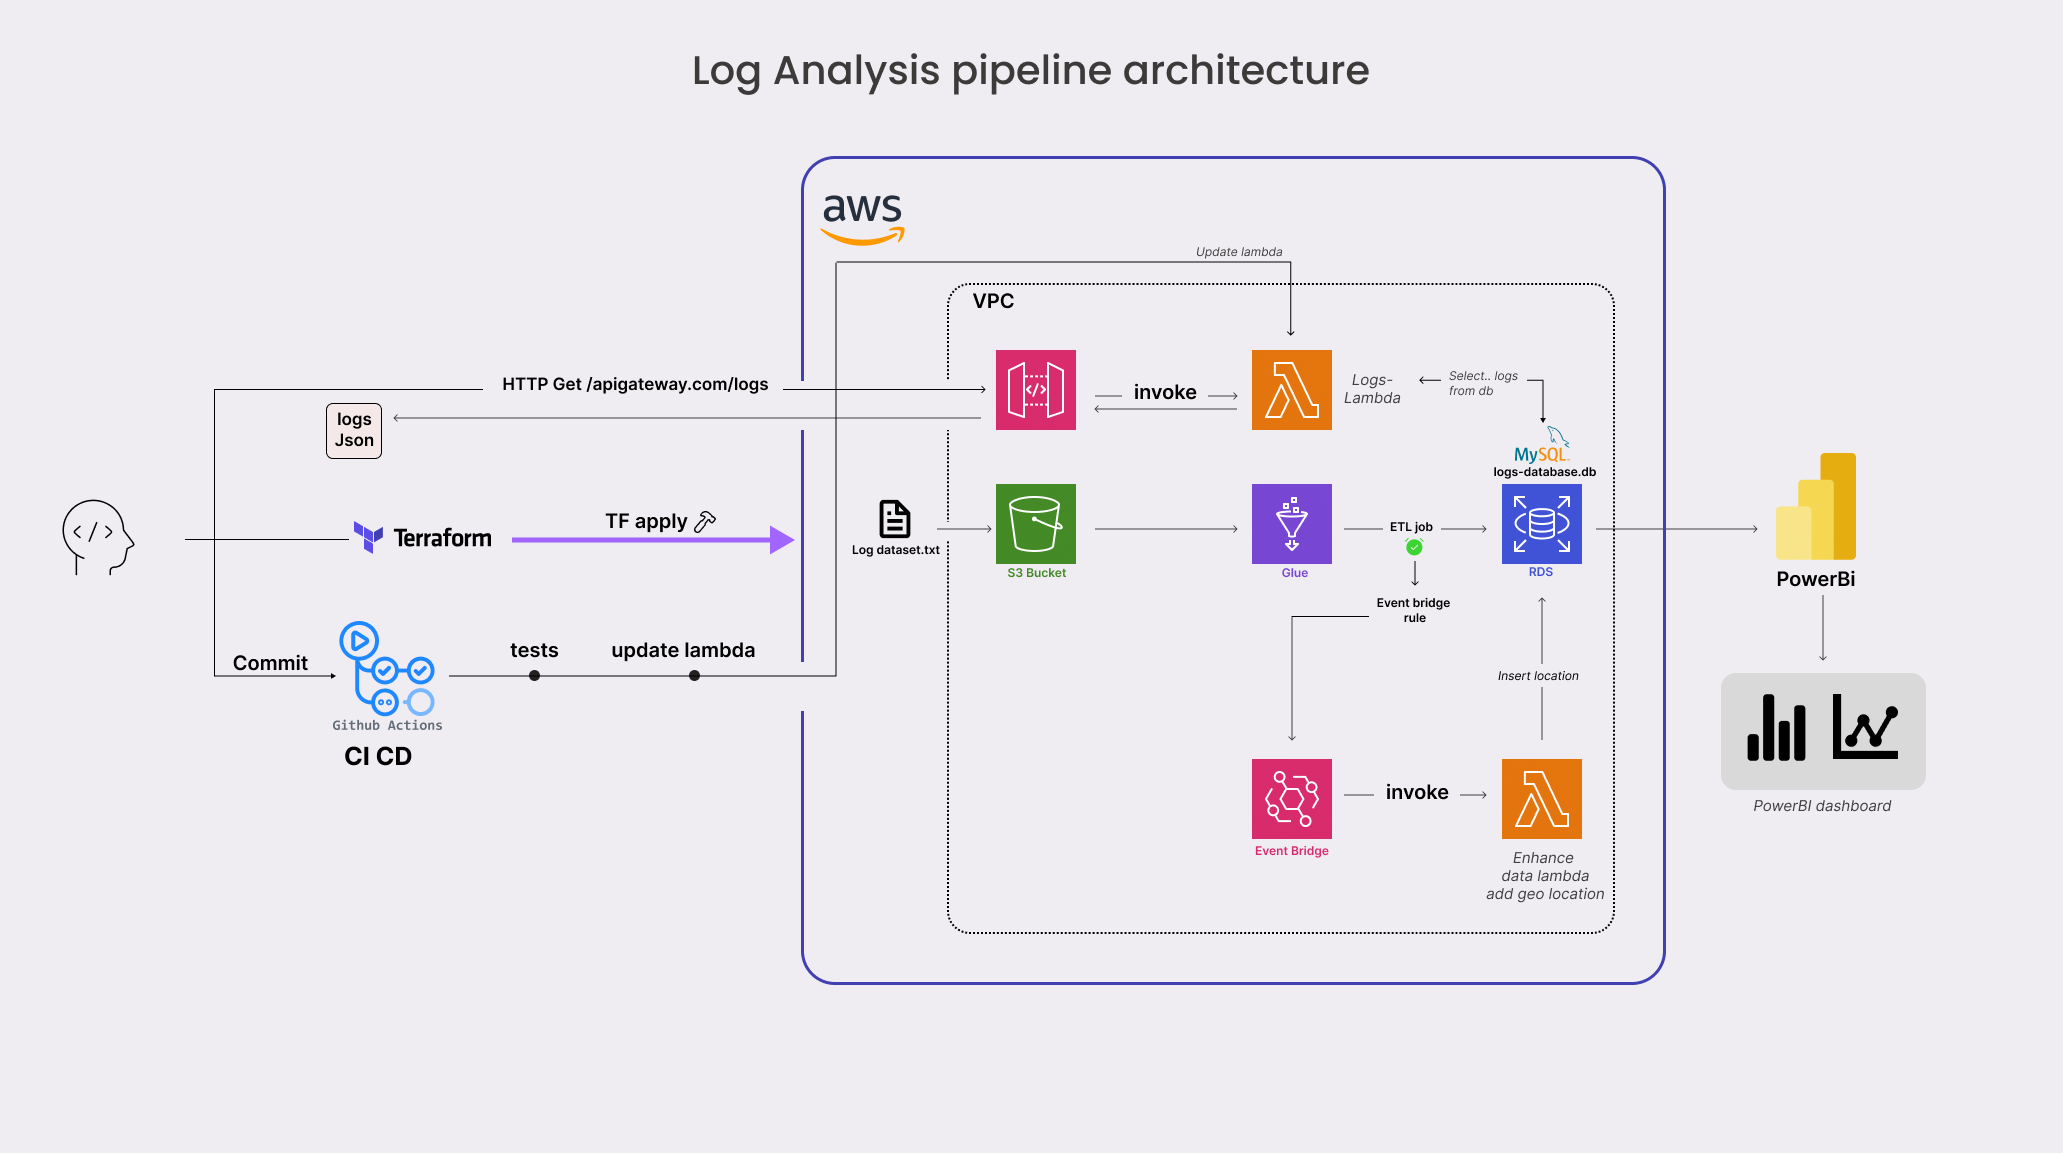 Log Analysis pipeline architecture
aws
Update lambda
VPC
HTTP Get /apigateway.com/logs
invoke
Logs-
Lambda
Select.. logs
from db
logs
Json
MySQL
logs-database.db
Terraform
TF apply
Log dataset.txt
S3 Bucket
Glue
ETL job
RDS
PowerBi
Event bridge
rule
Commit
tests
update lambda
Github Actions
CI CD
Insert location
Event Bridge
invoke
Enhance
data lambda
add geo location
PowerBI dashboard